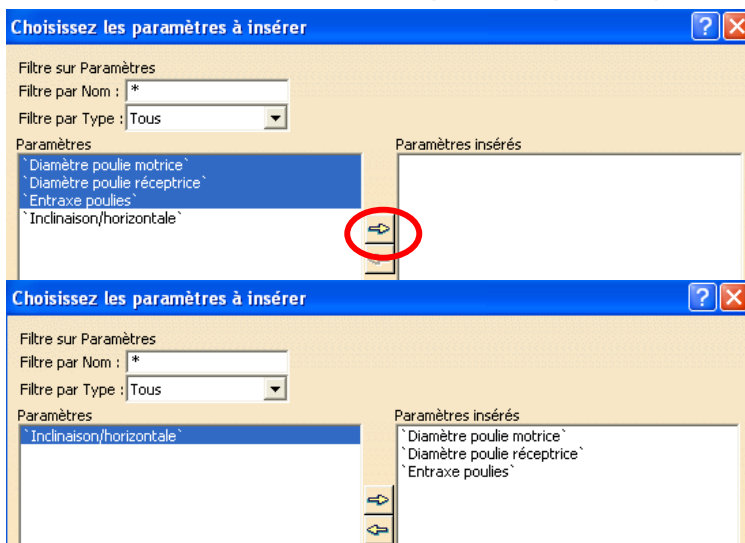 Choisissez les paramètres à insérer
Filtre sur Paramètres
Filtre par Nom : *
Filtre par Type : Tous
Paramètres
Paramètres insérés
`Diamètre poulie motrice`
`Diamètre poulie réceptrice`
`Entraxe poulies`
`Inclinaison/horizontale`
Choisissez les paramètres à insérer
Filtre sur Paramètres
Filtre par Nom : *
Filtre par Type : Tous
Paramètres
Paramètres insérés
`Inclinaison/horizontale`
`Diamètre poulie motrice`
`Diamètre poulie réceptrice`
`Entraxe poulies`